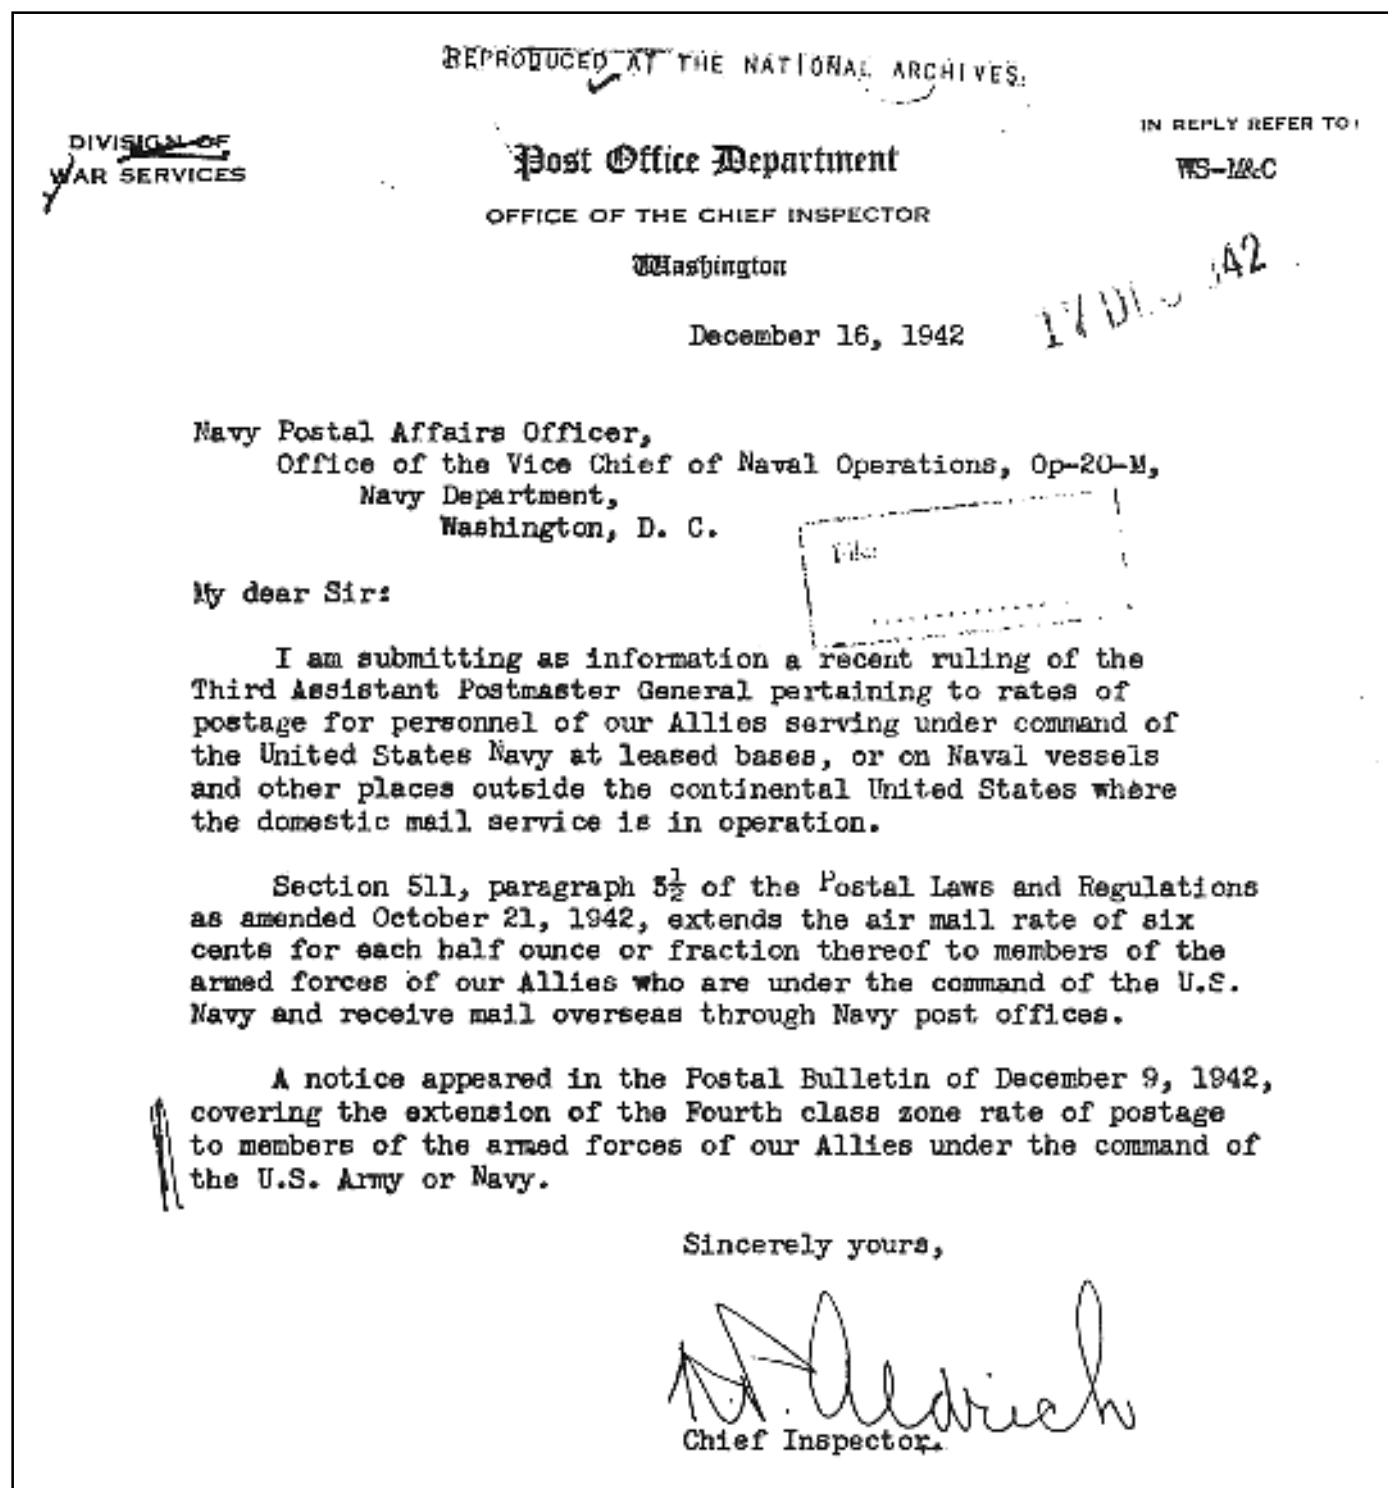 REPRODUCED AT THE NATIONAL ARCHIVES.
DIVISION OF
WAR SERVICES
Post Office Department
OFFICE OF THE CHIEF INSPECTOR
Washington
IN REPLY REFER TO:
WS-M&C
December 16, 1942
Navy Postal Affairs Officer,
Office of the Vice Chief of Naval Operations, Op-20-M,
Navy Department,
Washington, D. C.
My dear Sir:
I am submitting as information a recent ruling of the
Third Assistant Postmaster General pertaining to rates of
postage for personnel of our Allies serving under command of
the United States Navy at leased bases, or on Naval vessels
and other places outside the continental United States where
the domestic mail service is in operation.
Section 511, paragraph 5½ of the Postal Laws and Regulations
as amended October 21, 1942, extends the air mail rate of six
cents for each half ounce or fraction thereof to members of the
armed forces of our Allies who are under the command of the U.S.
Navy and receive mail overseas through Navy post offices.
A notice appeared in the Postal Bulletin of December 9, 1942,
covering the extension of the Fourth class zone rate of postage
to members of the armed forces of our Allies under the command of
the U.S. Army or Navy.
Sincerely yours,
Aldrich
Chief Inspector.